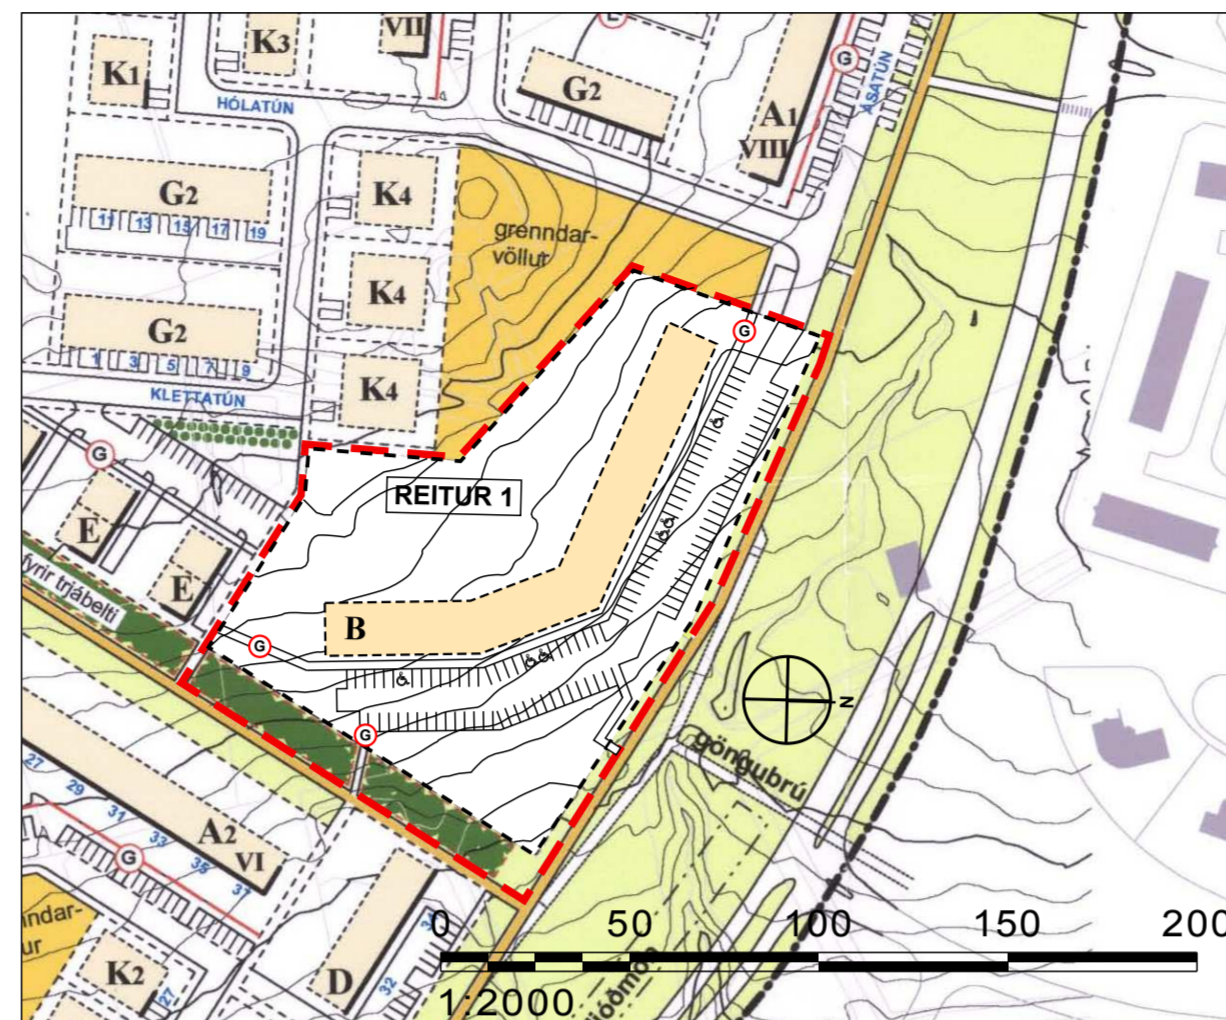 K3
VII
K1
G
HÓLATÚN
G2
A1
VIII
ÁSATÚN
G2
11 13 15 17 19
K4
grenndar-
völlur
K4
G
G2
1 3 5 7 9
KLETTATÚN
K4
G
REITUR 1
E
E
fyrir trjábelti
G
B
G
N
göngubrú
27
29
31
33
35
37
A2
VI
G
K2
27
D
32
34
0 50 100 150 200
1:2000